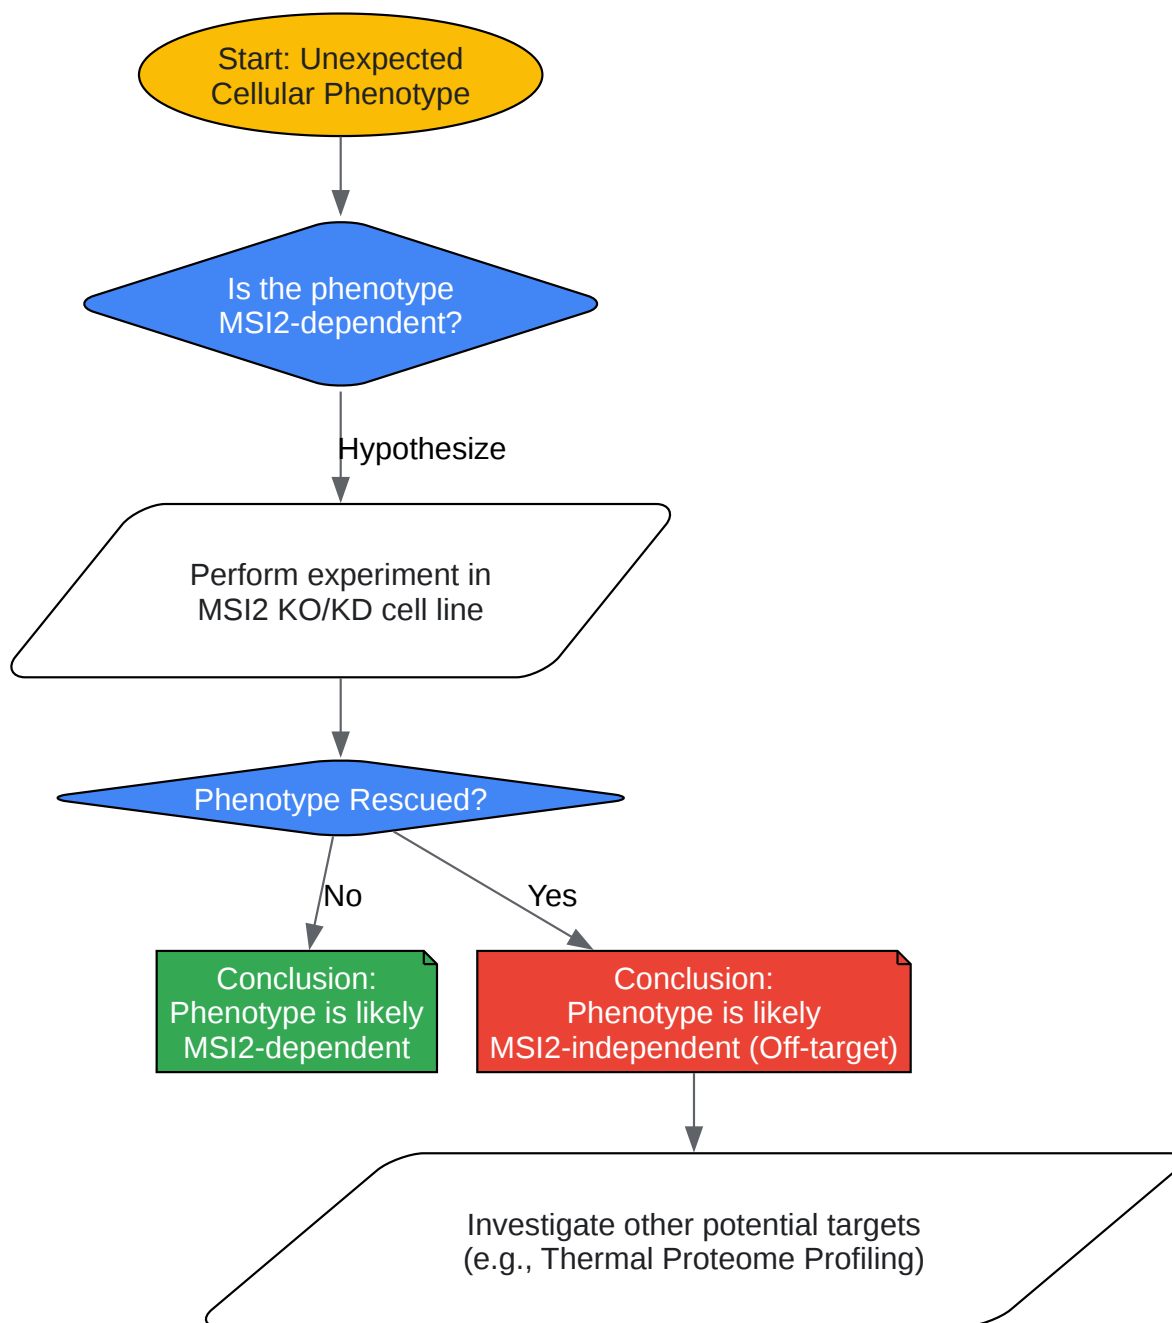 Start: Unexpected
Cellular Phenotype
Is the phenotype
MSI2-dependent?
Hypothesize
Perform experiment in
MSI2 KO/KD cell line
Phenotype Rescued?
No
Yes
Conclusion:
Phenotype is likely
MSI2-dependent
Conclusion:
Phenotype is likely
MSI2-independent (Off-target)
Investigate other potential targets
(e.g., Thermal Proteome Profiling)